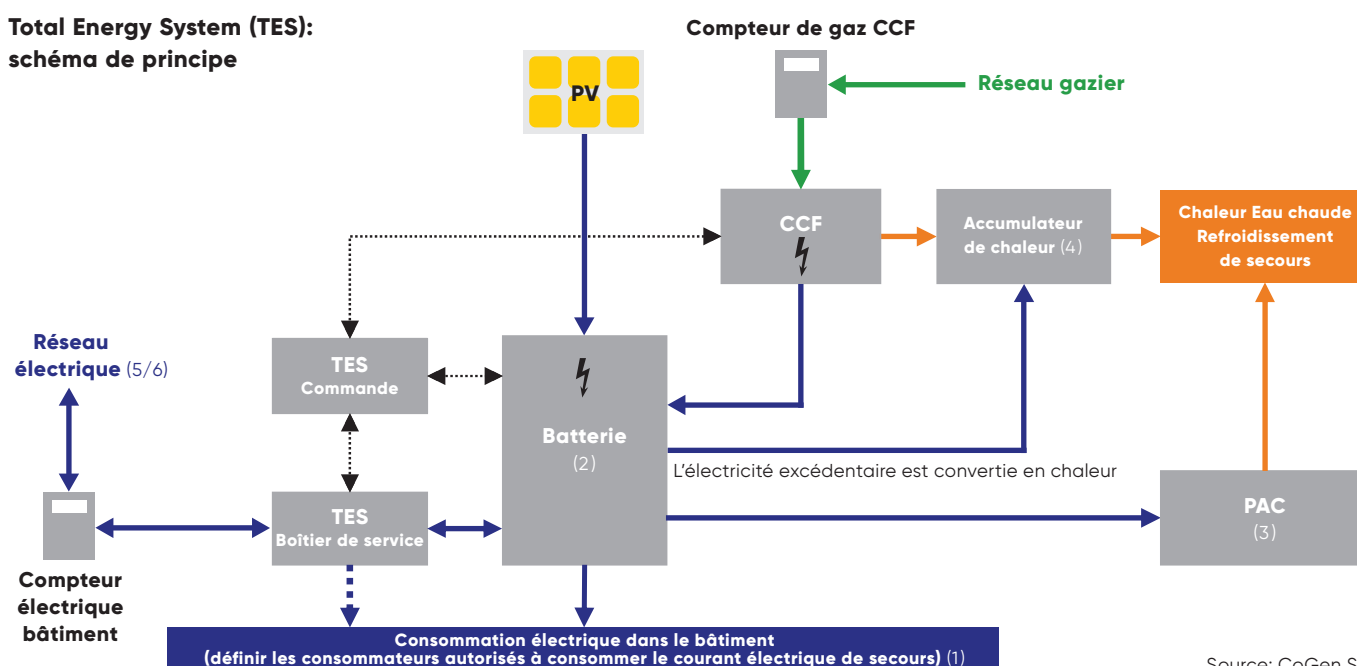 Total Energy System (TES):
schéma de principe
Compteur de gaz CCF
PV
Réseau gazier
CCF
Accumulateur
de chaleur (4)
Chaleur Eau chaude
Refroidissement
de secours
Réseau
électrique (5/6)
TES
Commande
Batterie
(2)
L'électricité excédentaire est convertie en chaleur
TES
Boîtier de service
PAC
(3)
Compteur
électrique
bâtiment
Consommation électrique dans le bâtiment
(définir les consommateurs autorisés à consommer le courant électrique de secours) (1)
Source: CoGen S